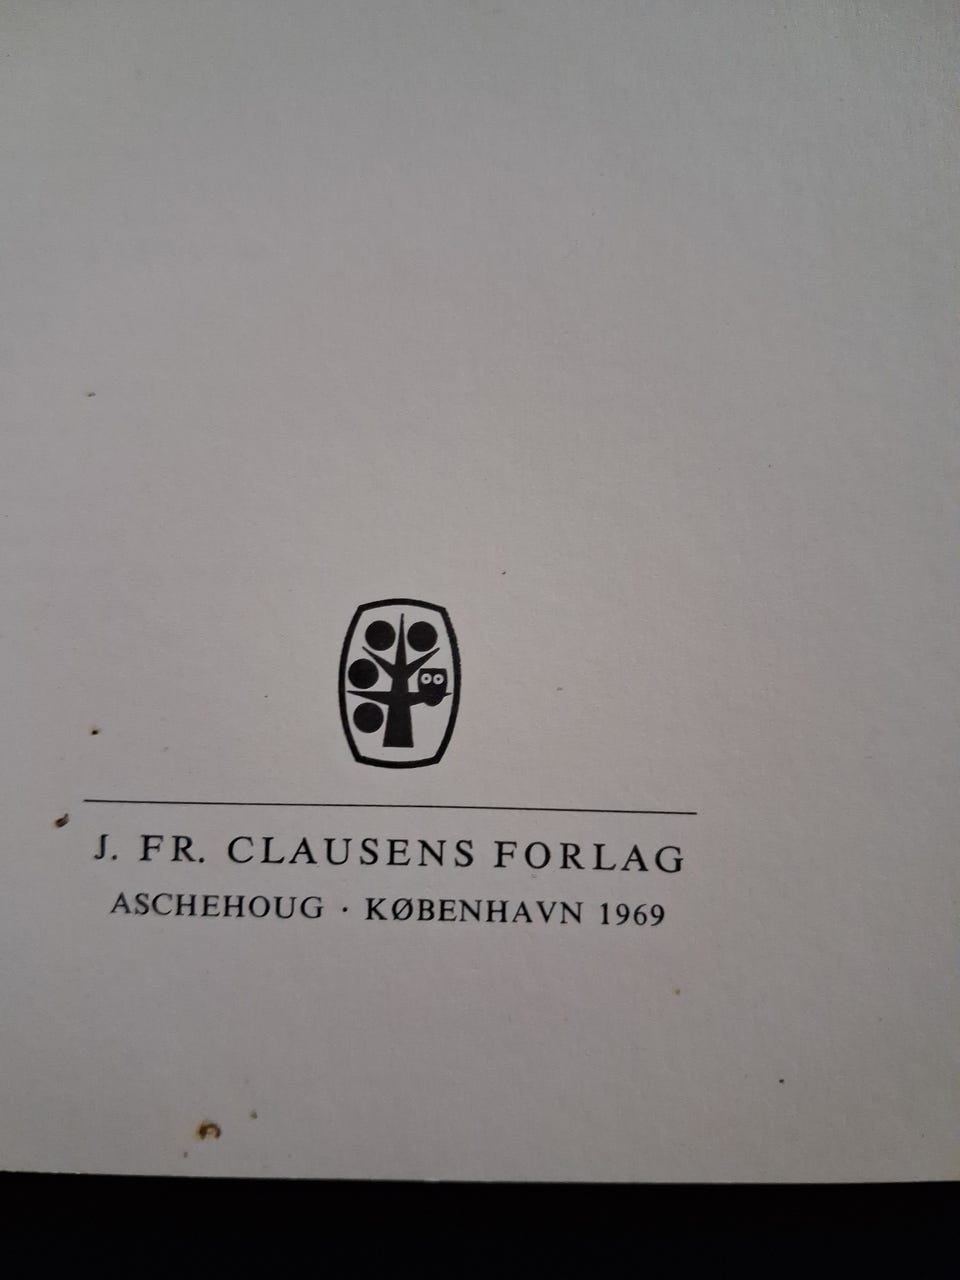 J. FR. CLAUSENS FORLAG
ASCHEHOUG · KØBENHAVN 1969